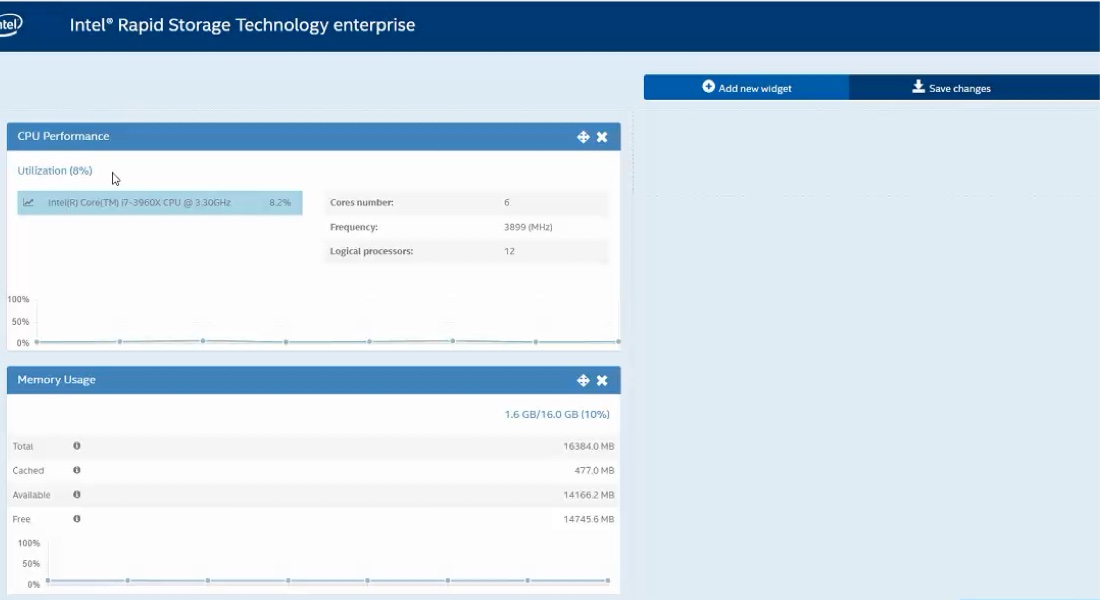 intel
Intel® Rapid Storage Technology enterprise
Add new widget
Save changes
CPU Performance
Utilization (8%)
Intel(R) Core(TM) i7-3960X CPU @ 3.30GHz 8.2%
Cores number: 6
Frequency: 3899 (MHz)
Logical processors: 12
100%
50%
0%
Memory Usage
1.6 GB/16.0 GB (10%)
Total 16384.0 MB
Cached 477.0 MB
Available 14166.2 MB
Free 14745.6 MB
100%
50%
0%